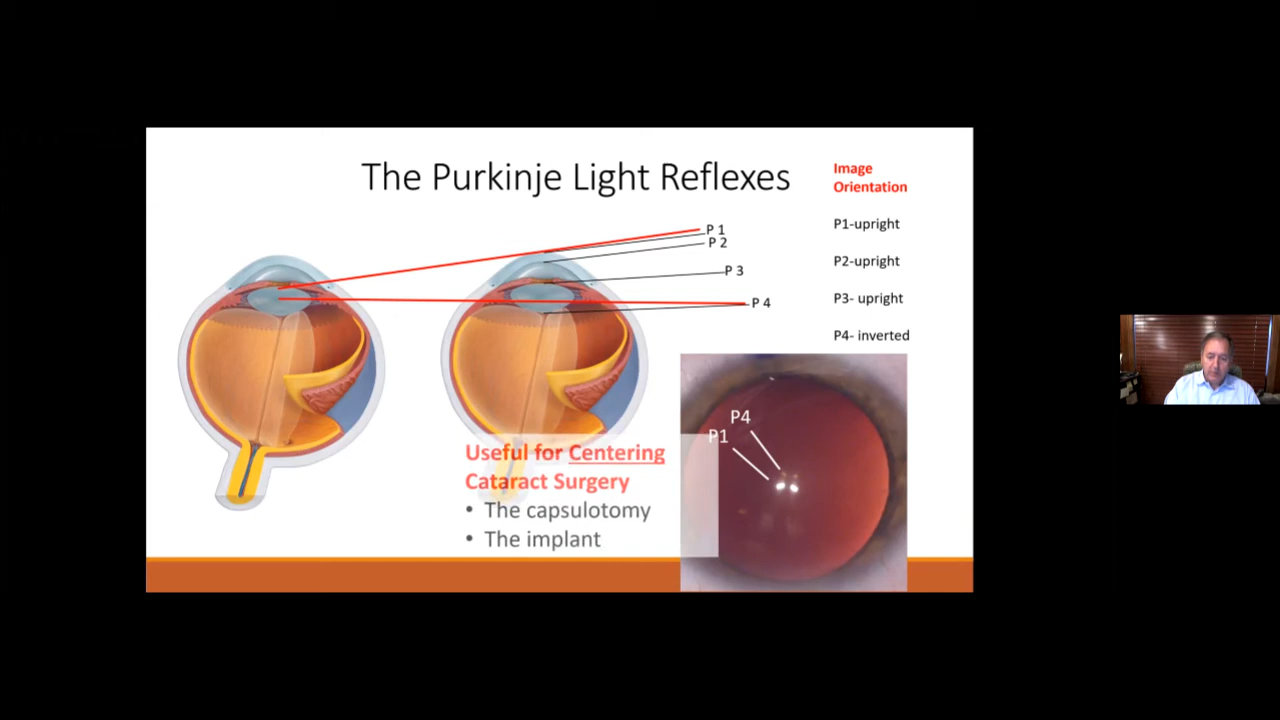 The Purkinje Light Reflexes
Image
Orientation
P1-upright
P2-upright
P3- upright
P4- inverted
P 1
P 2
P 3
P 4
P4
P1
Useful for Centering
Cataract Surgery
• The capsulotomy
• The implant